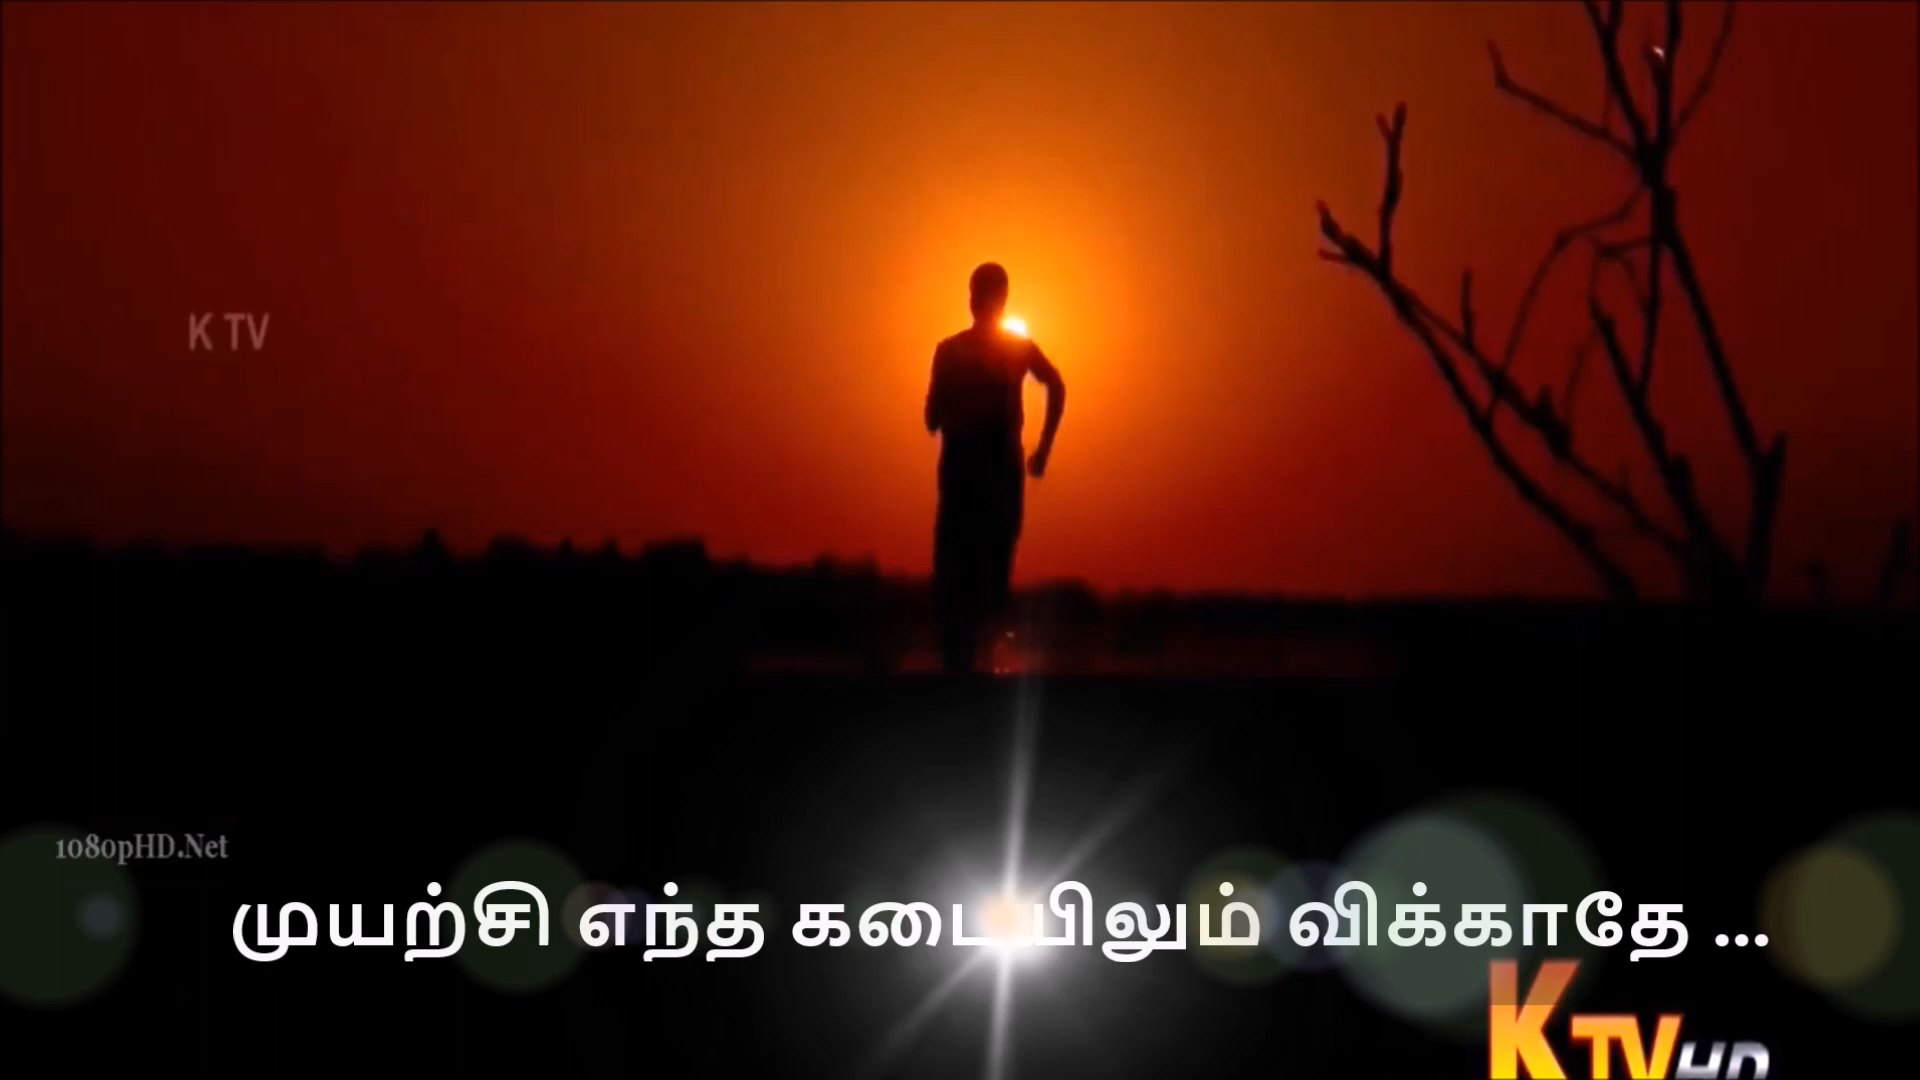 K TV
1080pHD.Net
முயற்சி எந்த கடையிலும் விக்காதே ...
KTV HD